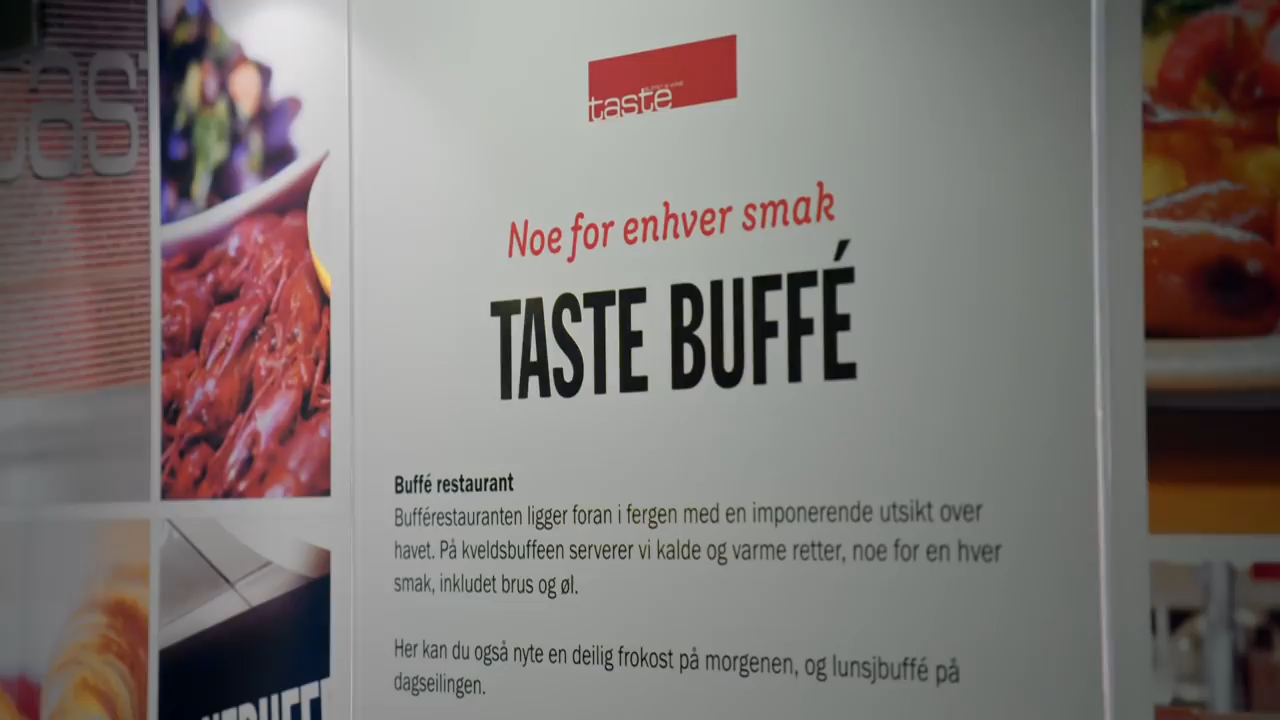 tas
taste
Noe for enhver smak
TASTE BUFFÉ
Buffé restaurant
Bufférestauranten ligger foran i fergen med en imponerende utsikt over
havet. På kveldsbuffeen serverer vi kalde og varme retter, noe for en hver
smak, inkludet brus og øl.
Her kan du også nyte en deilig frokost på morgenen, og lunsjbuffé på
dagseilingen.